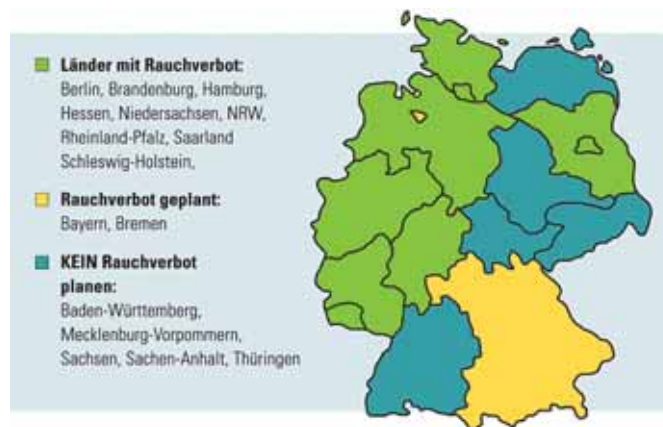 Länder mit Rauchverbot:
Berlin, Brandenburg, Hamburg,
Hessen, Niedersachsen, NRW,
Rheinland-Pfalz, Saarland
Schleswig-Holstein,
Rauchverbot geplant:
Bayern, Bremen
KEIN Rauchverbot
planen:
Baden-Württemberg,
Mecklenburg-Vorpommern,
Sachsen, Sachen-Anhalt, Thüringen